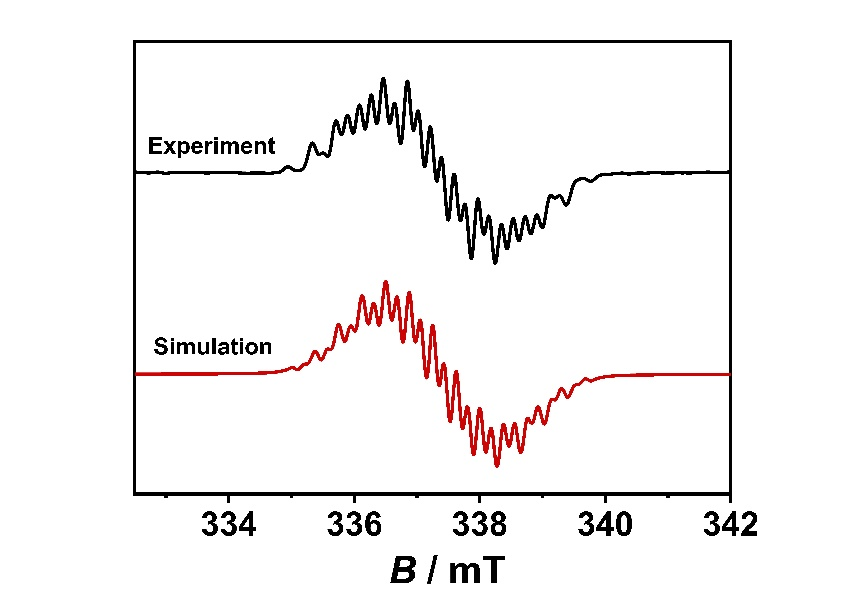 Experiment
Simulation
334 336 338 340 342
B / mT